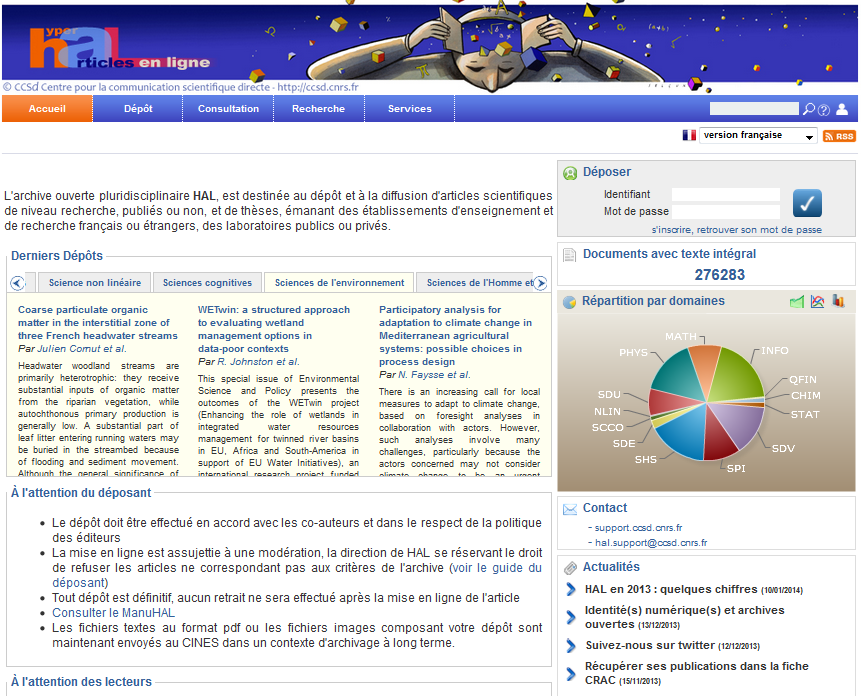 hyper
hal
articles en ligne
© CCSd Centre pour la communication scientifique directe - http://ccsd.cnrs.fr
Accueil
Dépôt
Consultation
Recherche
Services
version française
RSS
L'archive ouverte pluridisciplinaire HAL, est destinée au dépôt et à la diffusion d'articles scientifiques
de niveau recherche, publiés ou non, et de thèses, émanant des établissements d'enseignement et
de recherche français ou étrangers, des laboratoires publics ou privés.
Derniers Dépôts
Science non linéaire
Sciences cognitives
Sciences de l'environnement
Sciences de l'Homme et
Coarse particulate organic
matter in the interstitial zone of
three French headwater streams
Par Julien Cornut et al.
Headwater woodland streams are
primarily heterotrophic: they receive
substantial inputs of organic matter
from the riparian vegetation, while
autochthonous primary production is
generally low. A substantial part of
leaf litter entering running waters may
be buried in the streambed because
of flooding and sediment movement.
Although the general significance of
WETwin: a structured approach
to evaluating wetland
management options in
data-poor contexts
Par R. Johnston et al.
This special issue of Environmental
Science and Policy presents the
outcomes of the WETwin project
(Enhancing the role of wetlands in
integrated water resources
management for twinned river basins
in EU, Africa and South-America in
support of EU Water Initiatives), an
international research project funded
Participatory analysis for
adaptation to climate change in
Mediterranean agricultural
systems: possible choices in
process design
Par N. Faysse et al.
There is an increasing call for local
measures to adapt to climate change,
based on foresight analyses in
collaboration with actors. However,
such analyses involve many
challenges, particularly because the
actors concerned may not consider
climate change to be an urgent
À l'attention du déposant
• Le dépôt doit être effectué en accord avec les co-auteurs et dans le respect de la politique
des éditeurs
• La mise en ligne est assujettie à une modération, la direction de HAL se réservant le droit
de refuser les articles ne correspondant pas aux critères de l'archive (voir le guide du
déposant)
• Tout dépôt est définitif, aucun retrait ne sera effectué après la mise en ligne de l'article
• Consulter le ManuHAL
• Les fichiers textes au format pdf ou les fichiers images composant votre dépôt sont
maintenant envoyés au CINES dans un contexte d'archivage à long terme.
À l'attention des lecteurs
Déposer
Identifiant
Mot de passe
s'inscrire, retrouver son mot de passe
Documents avec texte intégral
276283
Répartition par domaines
MATH
PHYS
INFO
QFIN
SDU
CHIM
NLIN
STAT
SCCO
SDE
SDV
SHS
SPI
Contact
- support.ccsd.cnrs.fr
- hal.support@ccsd.cnrs.fr
Actualités
HAL en 2013 : quelques chiffres (10/01/2014)
Identité(s) numérique(s) et archives
ouvertes (13/12/2013)
Suivez-nous sur twitter (12/12/2013)
Récupérer ses publications dans la fiche
CRAC (15/11/2013)